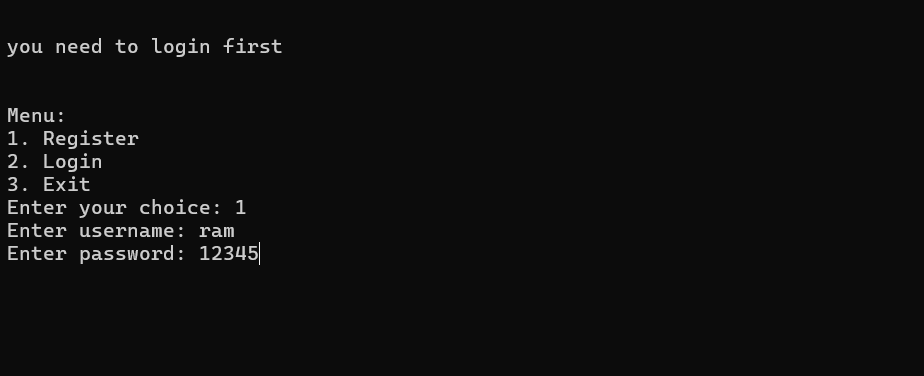 you need to login first
Menu:
1. Register
2. Login
3. Exit
Enter your choice: 1
Enter username: ram
Enter password: 12345